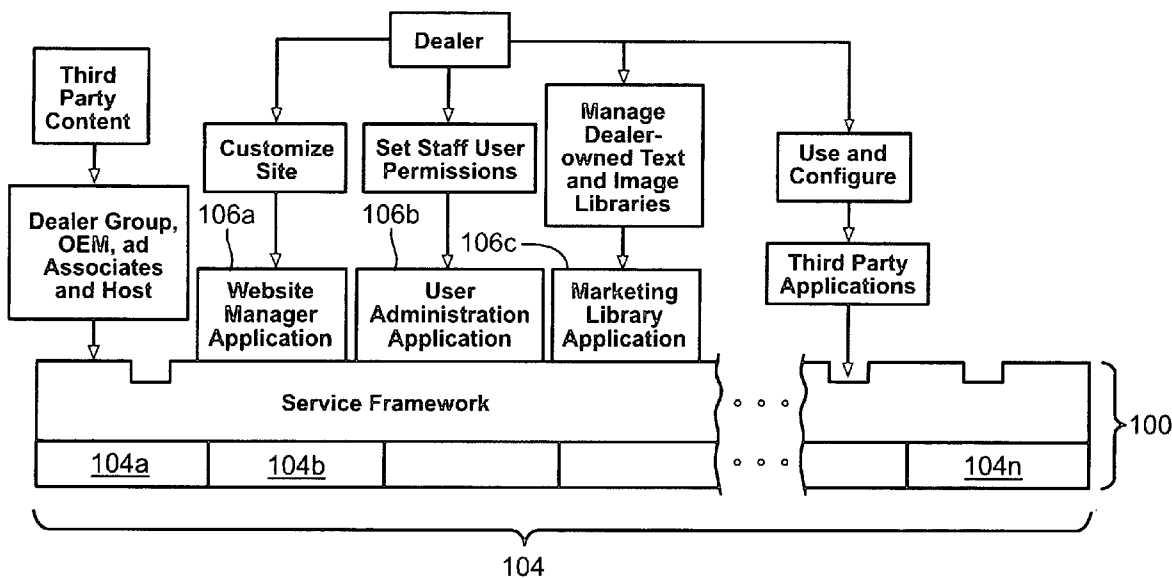 Dealer
Third
Party
Content
Customize
Site
Set Staff User
Permissions
Manage
Dealer-
owned Text
and Image
Libraries
Use and
Configure
Dealer Group,
OEM, ad
Associates
and Host
106a
106b
106c
Website
Manager
Application
User
Administration
Application
Marketing
Library
Application
Third Party
Applications
Service Framework
100
104a
104b
104n
104